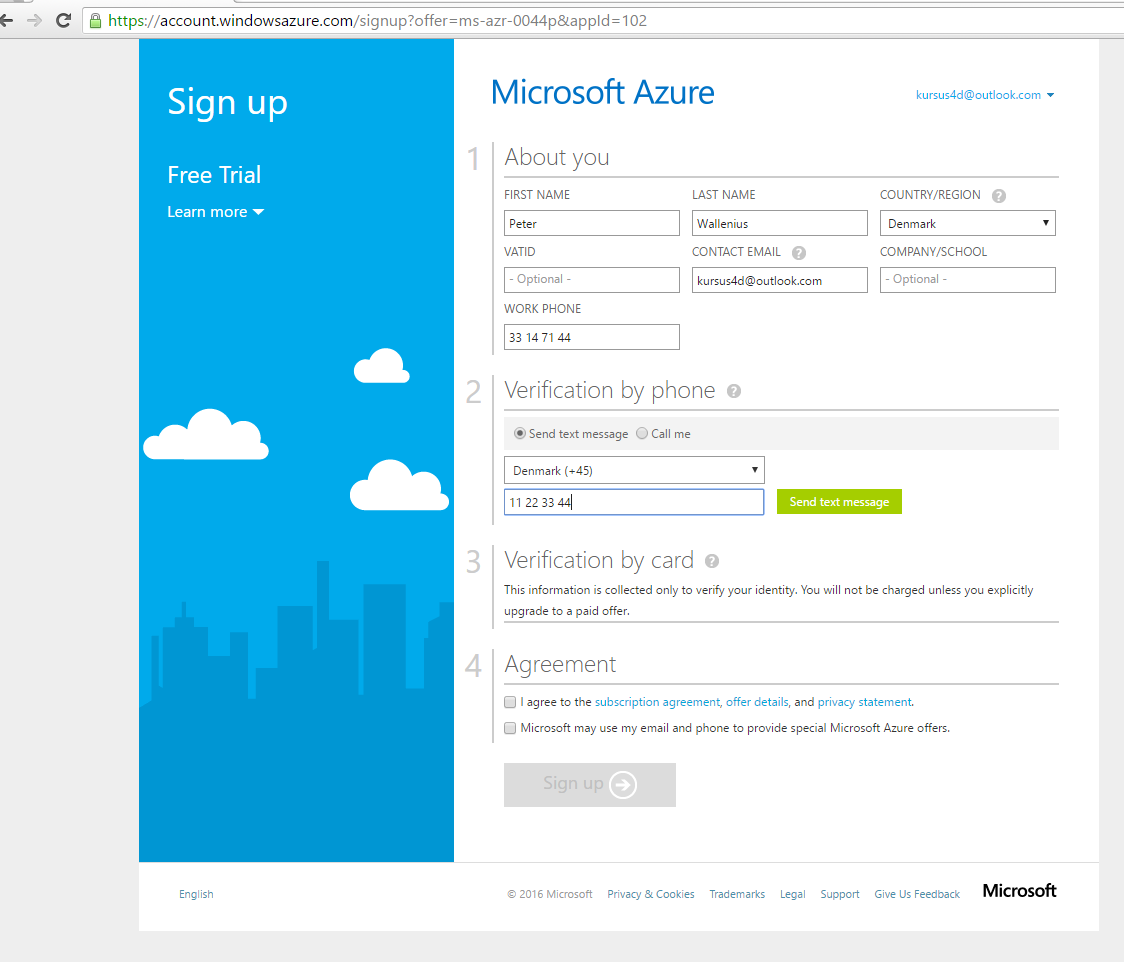 https://account.windowsazure.com/signup?offer=ms-azr-0044p&appId=102
Sign up
Free Trial
Learn more
Microsoft Azure
kursus4d@outlook.com
1 About you
FIRST NAME LAST NAME COUNTRY/REGION ?
Peter Wallenius Denmark
VATID CONTACT EMAIL ? COMPANY/SCHOOL
- Optional - kursus4d@outlook.com - Optional -
WORK PHONE
33 14 71 44
2 Verification by phone ?
Send text message Call me
Denmark (+45)
11 22 33 44 Send text message
3 Verification by card ?
This information is collected only to verify your identity. You will not be charged unless you explicitly
upgrade to a paid offer.
4 Agreement
I agree to the subscription agreement, offer details, and privacy statement.
Microsoft may use my email and phone to provide special Microsoft Azure offers.
Sign up
English © 2016 Microsoft Privacy & Cookies Trademarks Legal Support Give Us Feedback Microsoft